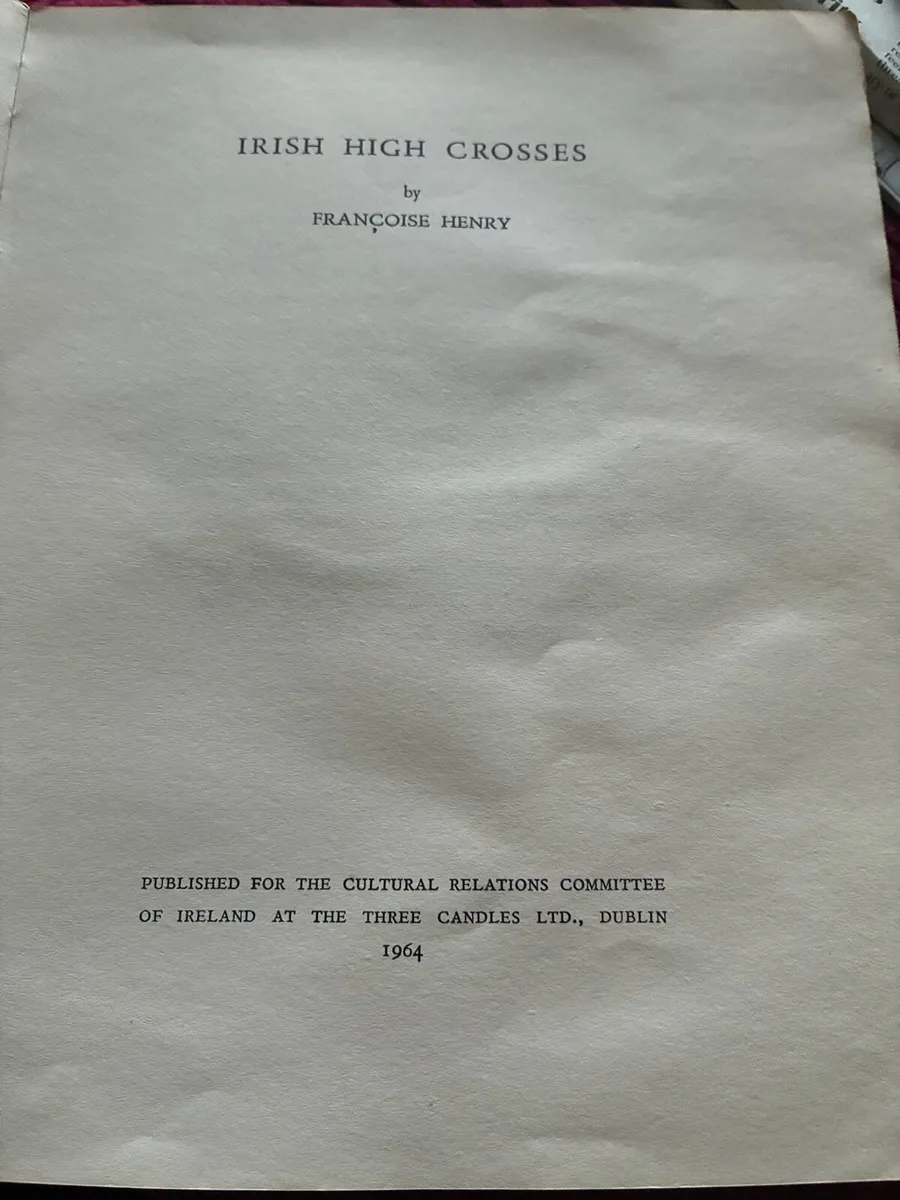 IRISH HIGH CROSSES
by
FRANÇOISE HENRY
PUBLISHED FOR THE CULTURAL RELATIONS COMMITTEE
OF IRELAND AT THE THREE CANDLES LTD., DUBLIN
1964